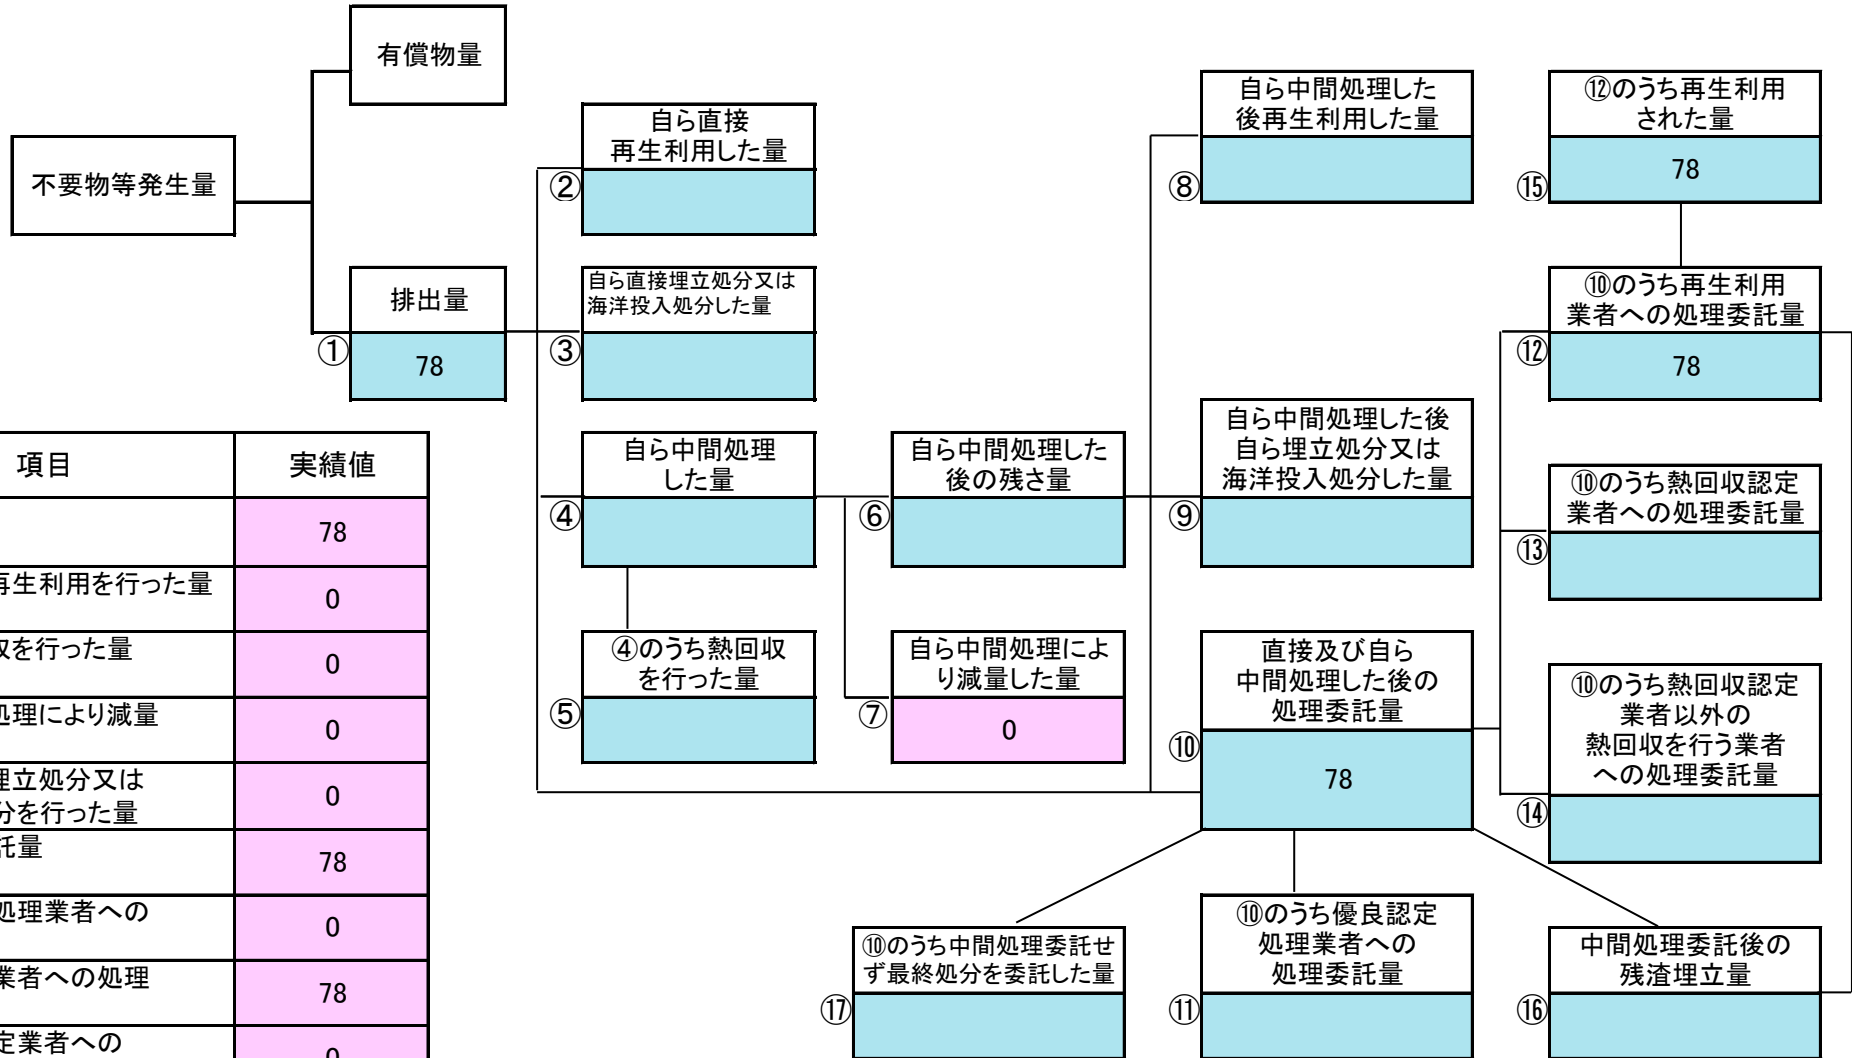 有償物量
不要物等発生量
排出量
①
78
自ら直接
再生利用した量
②
自ら直接埋立処分又は
海洋投入処分した量
③
自ら中間処理
した量
④
④のうち熱回収
を行った量
⑤
自ら中間処理した
後の残さ量
⑥
自ら中間処理によ
り減量した量
⑦
0
自ら中間処理した
後再生利用した量
⑧
自ら中間処理した後
自ら埋立処分又は
海洋投入処分した量
⑨
直接及び自ら
中間処理した後の
処理委託量
⑩
78
⑫のうち再生利用
された量
⑮
78
⑩のうち再生利用
業者への処理委託量
⑫
78
⑩のうち熱回収認定
業者への処理委託量
⑬
⑩のうち熱回収認定
業者以外の
熱回収を行う業者
への処理委託量
⑭
⑩のうち中間処理委託せ
ず最終処分を委託した量
⑰
⑩のうち優良認定
処理業者への
処理委託量
⑪
中間処理委託後の
残渣埋立量
⑯
項目 実績値
78
再生利用を行った量 0
を行った量 0
処理により減量 0
埋立処分又は
分を行った量 0
託量 78
処理業者への 0
業者への処理 78
定業者への 0